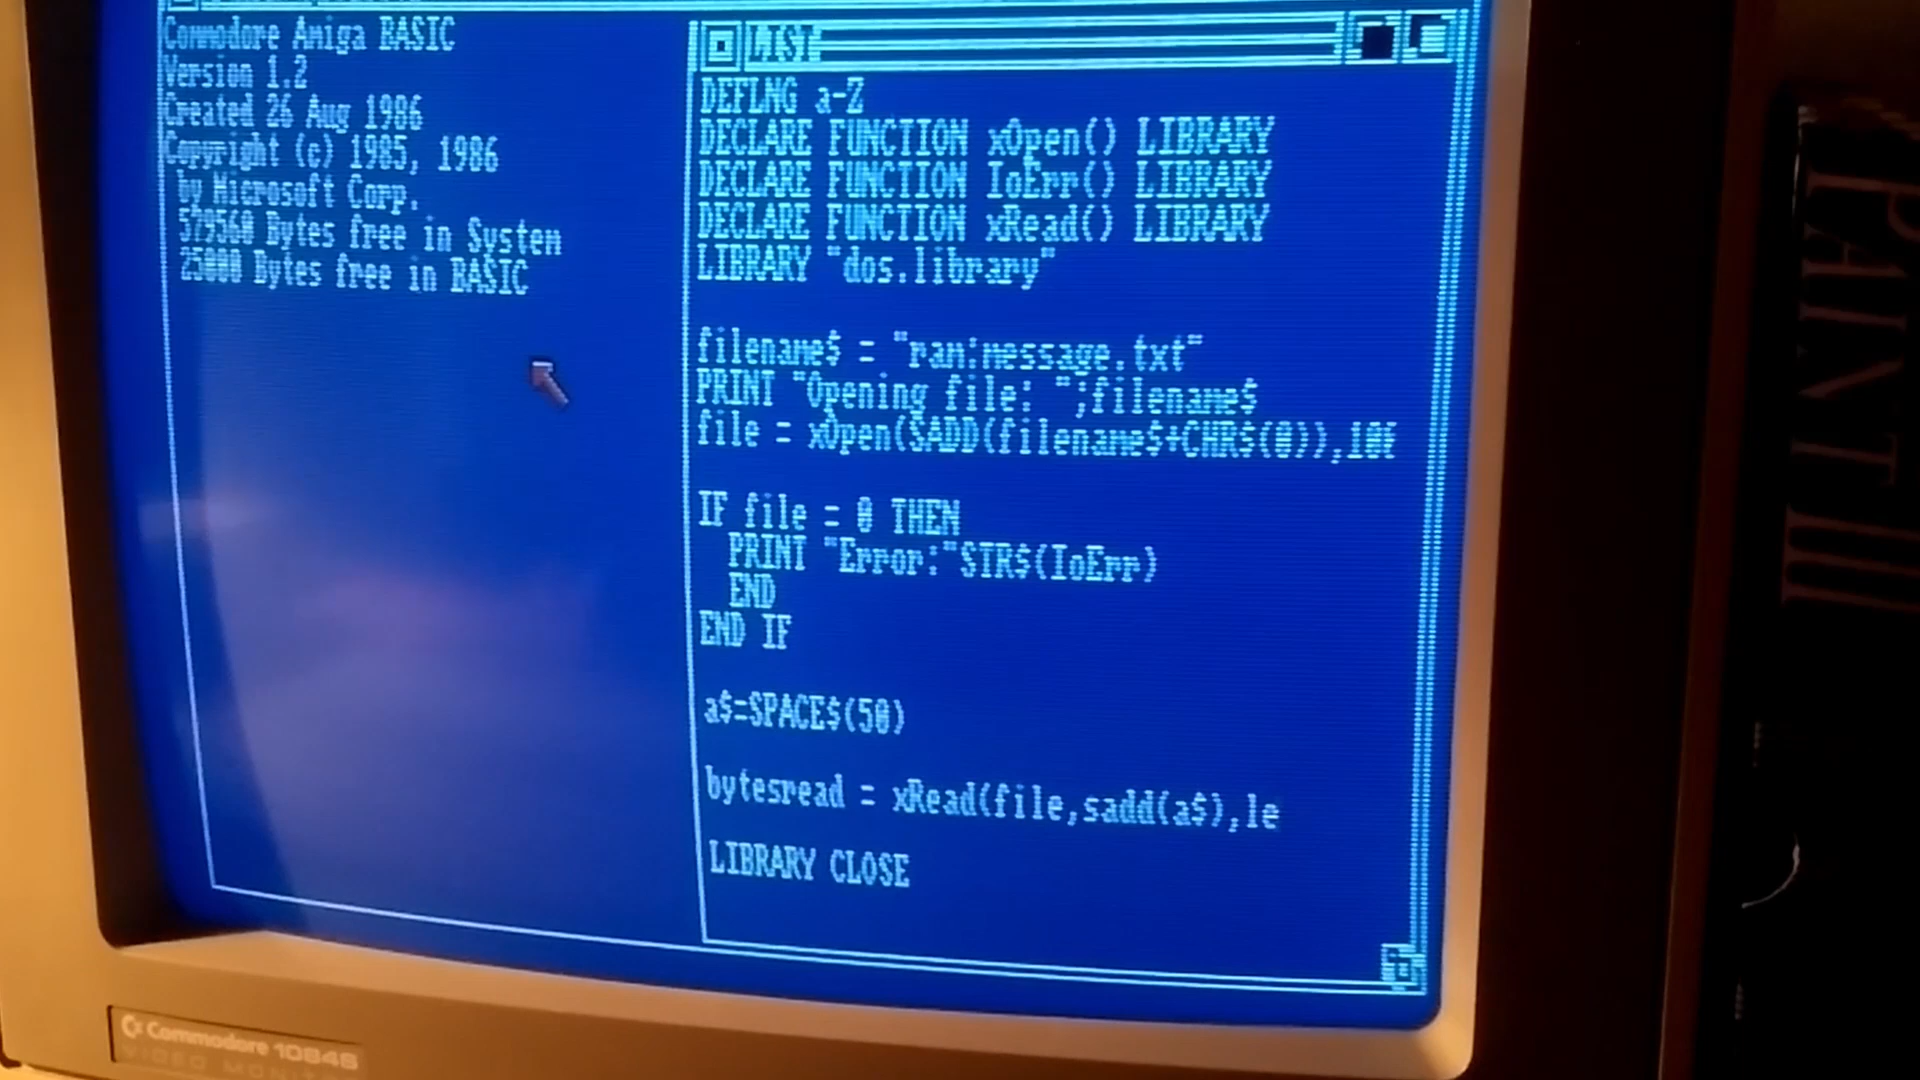 Commodore Amiga BASIC
Version 1.2
Created 26 Aug 1986
Copyright (c) 1985, 1986
by Microsoft Corp.
579560 Bytes free in System
25000 Bytes free in BASIC
LIST
DEFLNG a-Z
DECLARE FUNCTION xOpen() LIBRARY
DECLARE FUNCTION IoErr() LIBRARY
DECLARE FUNCTION xRead() LIBRARY
LIBRARY "dos.library"
filename$ = "ram:message.txt"
PRINT "Opening file: ";filename$
file = xOpen(SADD(filename$+CHR$(0)),10
IF file = 0 THEN
PRINT "Error:"STR$(IoErr)
END
END IF
a$=SPACE$(50)
bytesread = xRead(file,sadd(a$),le
LIBRARY CLOSE
Commodore 1084S
VIDEO MONITOR
PAINT III